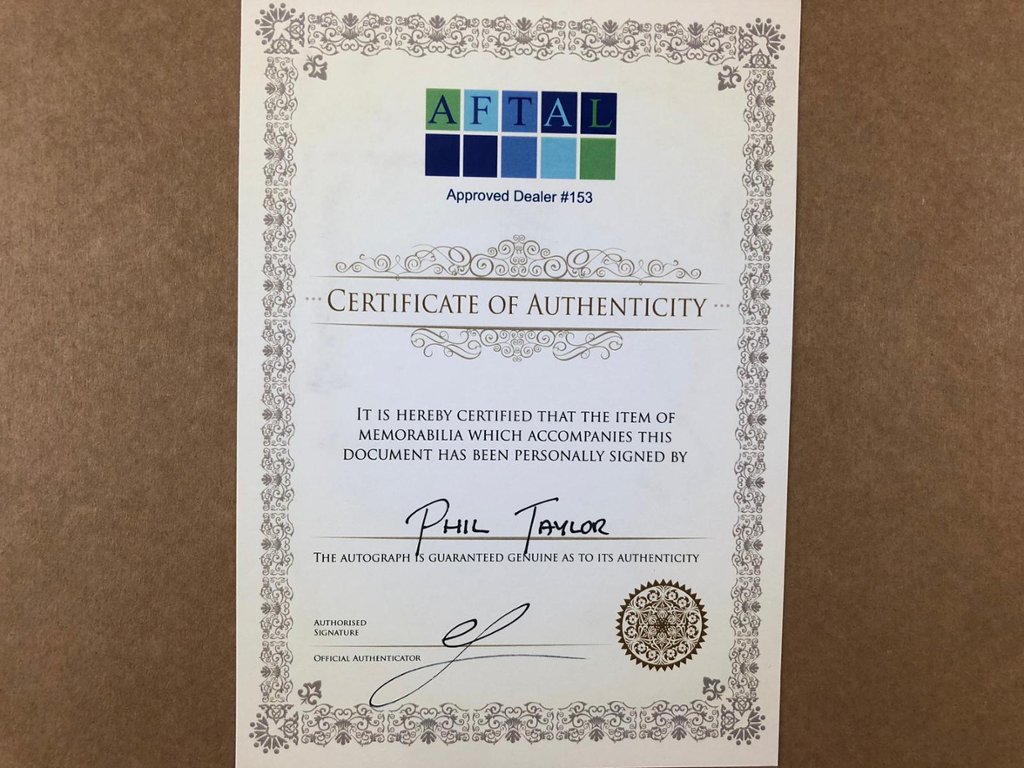 AFTAL
Approved Dealer #153
CERTIFICATE OF AUTHENTICITY
IT IS HEREBY CERTIFIED THAT THE ITEM OF
MEMORABILIA WHICH ACCOMPANIES THIS
DOCUMENT HAS BEEN PERSONALLY SIGNED BY
PHIL TAYLOR
THE AUTOGRAPH IS GUARANTEED GENUINE AS TO ITS AUTHENTICITY
AUTHORISED
SIGNATURE
OFFICIAL AUTHENTICATOR